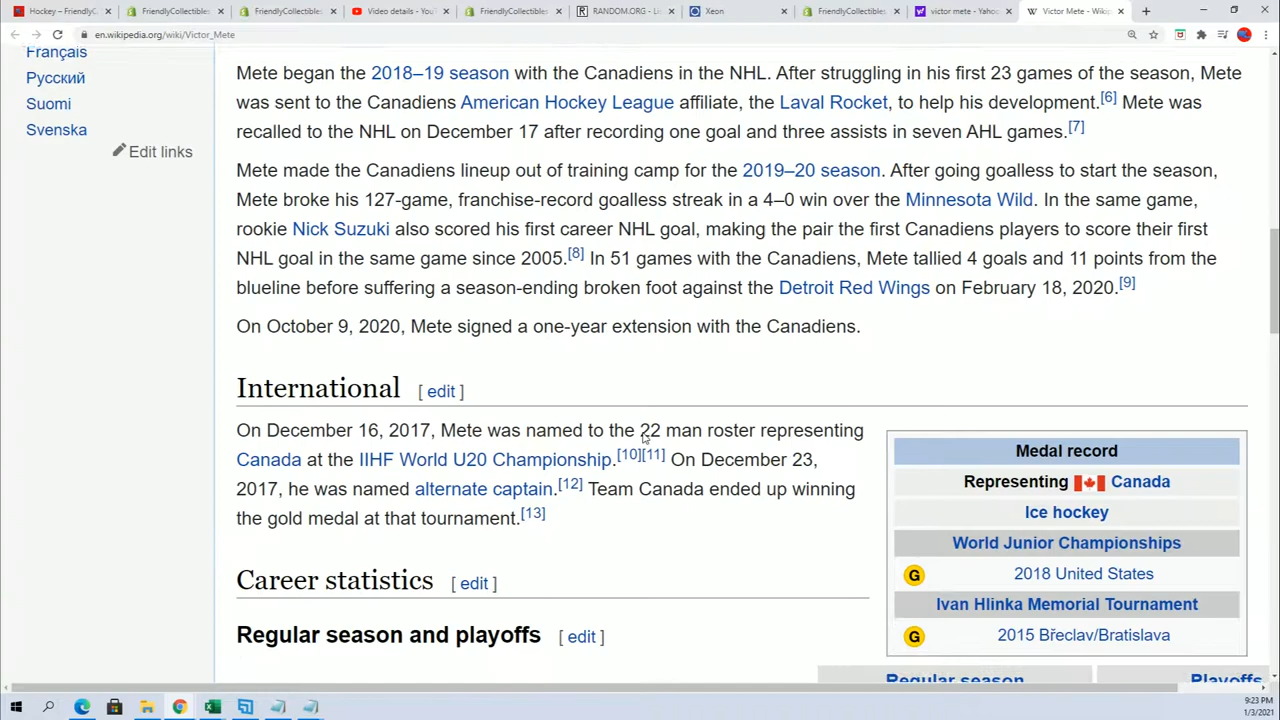 Hockey – FriendlyC
FriendlyCollectibles
FriendlyCollectibles
Video details - You
FriendlyCollectibles
RANDOM.ORG - Li
Xeon
FriendlyCollectibles
victor mete - Yahoo
Victor Mete - Wiki
en.wikipedia.org/wiki/Victor_Mete
Français
Русский
Suomi
Svenska
Edit links
Mete began the 2018–19 season with the Canadiens in the NHL. After struggling in his first 23 games of the season, Mete
was sent to the Canadiens American Hockey League affiliate, the Laval Rocket, to help his development.[6] Mete was
recalled to the NHL on December 17 after recording one goal and three assists in seven AHL games.[7]
Mete made the Canadiens lineup out of training camp for the 2019–20 season. After going goalless to start the season,
Mete broke his 127-game, franchise-record goalless streak in a 4–0 win over the Minnesota Wild. In the same game,
rookie Nick Suzuki also scored his first career NHL goal, making the pair the first Canadiens players to score their first
NHL goal in the same game since 2005.[8] In 51 games with the Canadiens, Mete tallied 4 goals and 11 points from the
blueline before suffering a season-ending broken foot against the Detroit Red Wings on February 18, 2020.[9]
On October 9, 2020, Mete signed a one-year extension with the Canadiens.
International [ edit ]
On December 16, 2017, Mete was named to the 22 man roster representing
Canada at the IIHF World U20 Championship.[10][11] On December 23,
2017, he was named alternate captain.[12] Team Canada ended up winning
the gold medal at that tournament.[13]
Medal record
Representing Canada
Ice hockey
World Junior Championships
G 2018 United States
Ivan Hlinka Memorial Tournament
G 2015 Břeclav/Bratislava
Career statistics [ edit ]
Regular season and playoffs [ edit ]
Regular season Playoffs
9:23 PM
1/3/2021